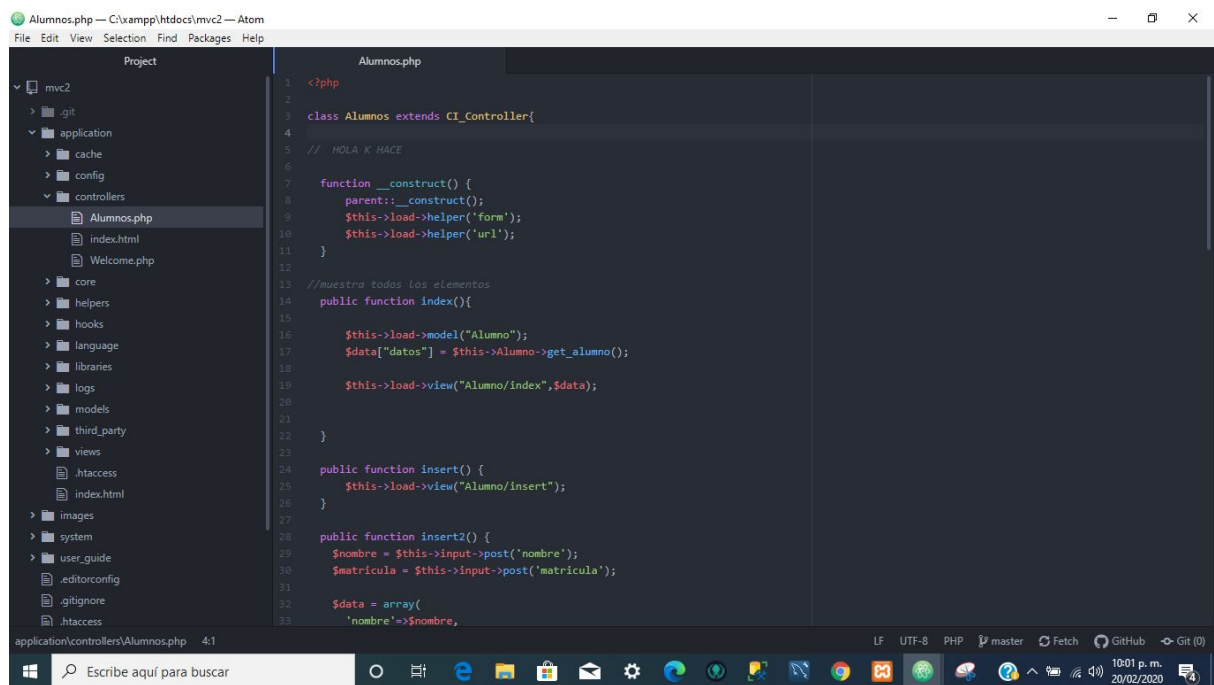 Alumnos.php — C:\xampp\htdocs\mvc2 — Atom
File Edit View Selection Find Packages Help
Project
mvc2
.git
application
cache
config
controllers
Alumnos.php
index.html
Welcome.php
core
helpers
hooks
language
libraries
logs
models
third_party
views
.htaccess
index.html
images
system
user_guide
.editorconfig
.gitignore
.htaccess
Alumnos.php
1 <?php
2
3 class Alumnos extends CI_Controller{
4
5 // HOLA K HACE
6
7 function __construct() {
8 parent::__construct();
9 $this->load->helper('form');
10 $this->load->helper('url');
11 }
12
13 //muestra todos los elementos
14 public function index(){
15
16 $this->load->model("Alumno");
17 $data["datos"] = $this->Alumno->get_alumno();
18
19 $this->load->view("Alumno/index",$data);
20
21
22 }
23
24 public function insert() {
25 $this->load->view("Alumno/insert");
26 }
27
28 public function insert2() {
29 $nombre = $this->input->post('nombre');
30 $matricula = $this->input->post('matricula');
31
32 $data = array(
33 'nombre'=>$nombre,
application\controllers\Alumnos.php 4:1
LF UTF-8 PHP master Fetch GitHub Git (0)
Escribe aquí para buscar
10:01 p. m.
20/02/2020
4